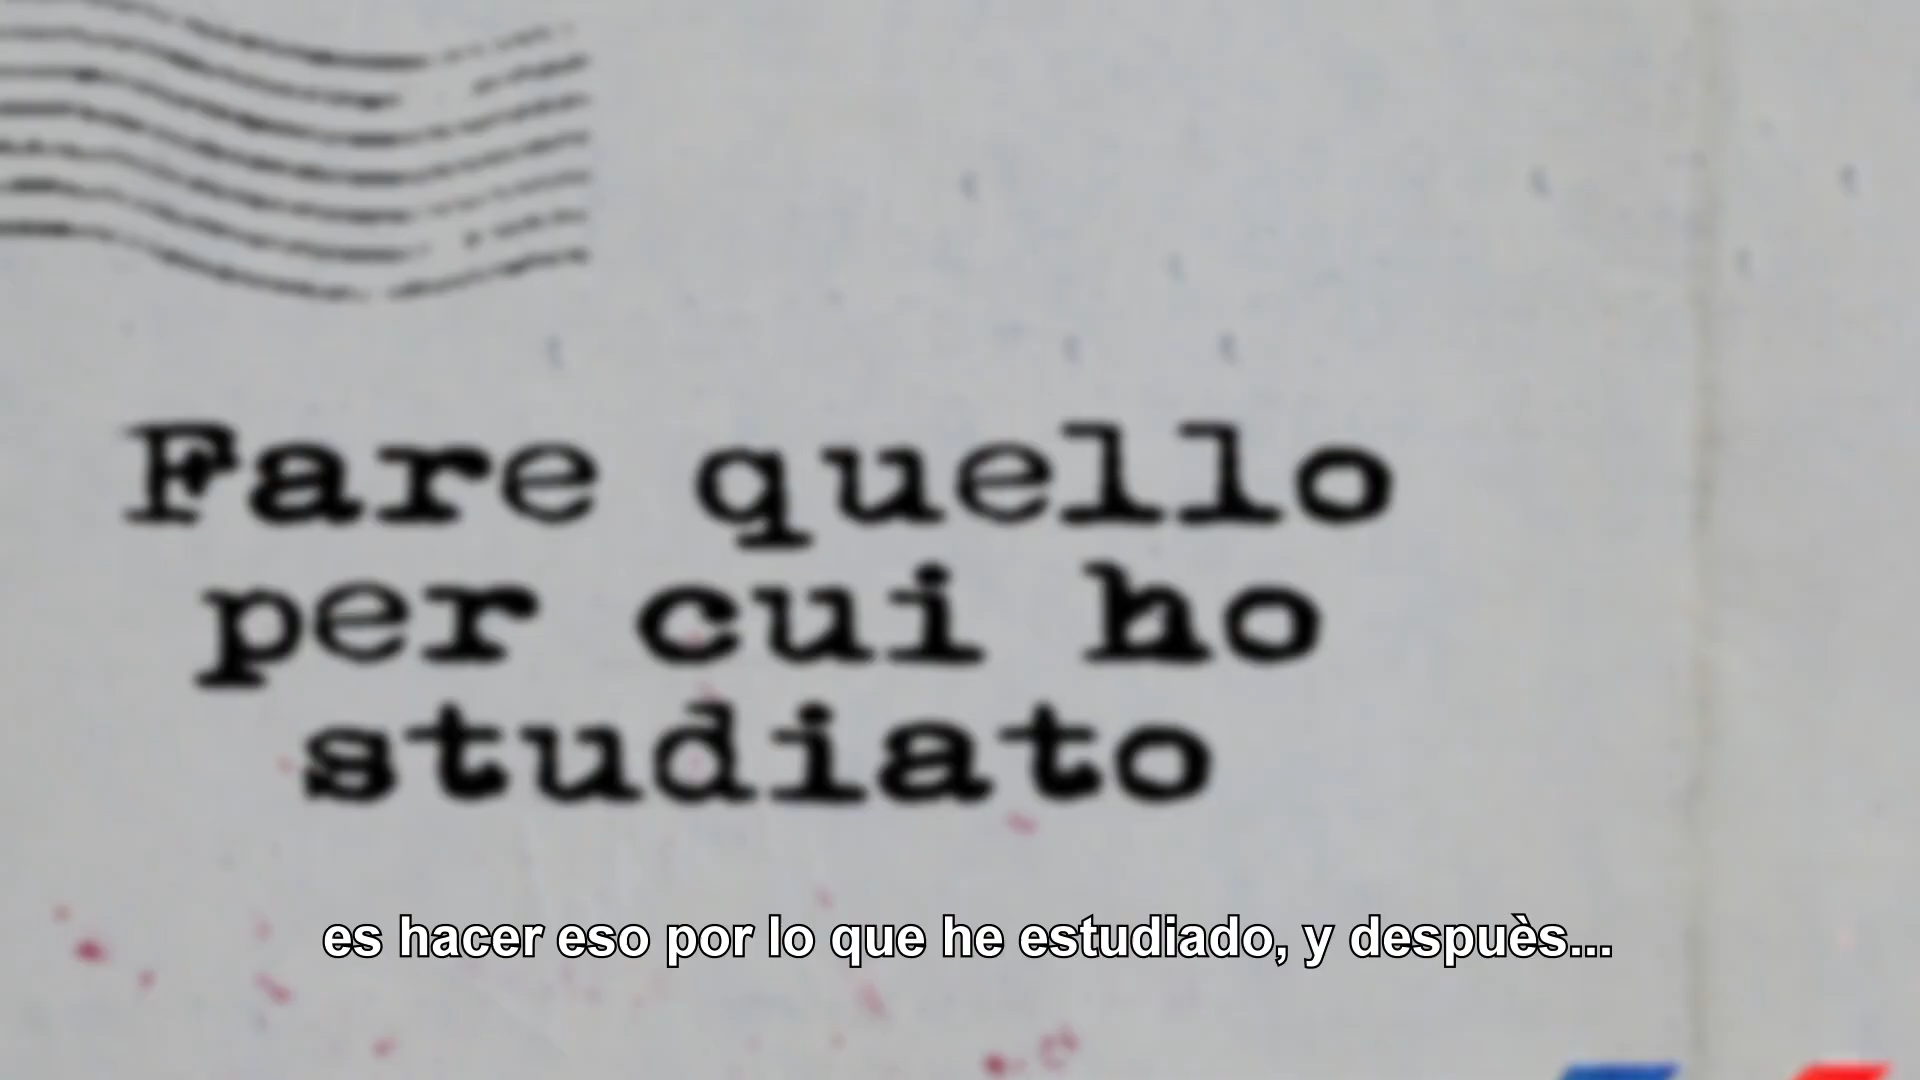 Fare quello
per cui ho
studiato
es hacer eso por lo que he estudiado, y despuès...